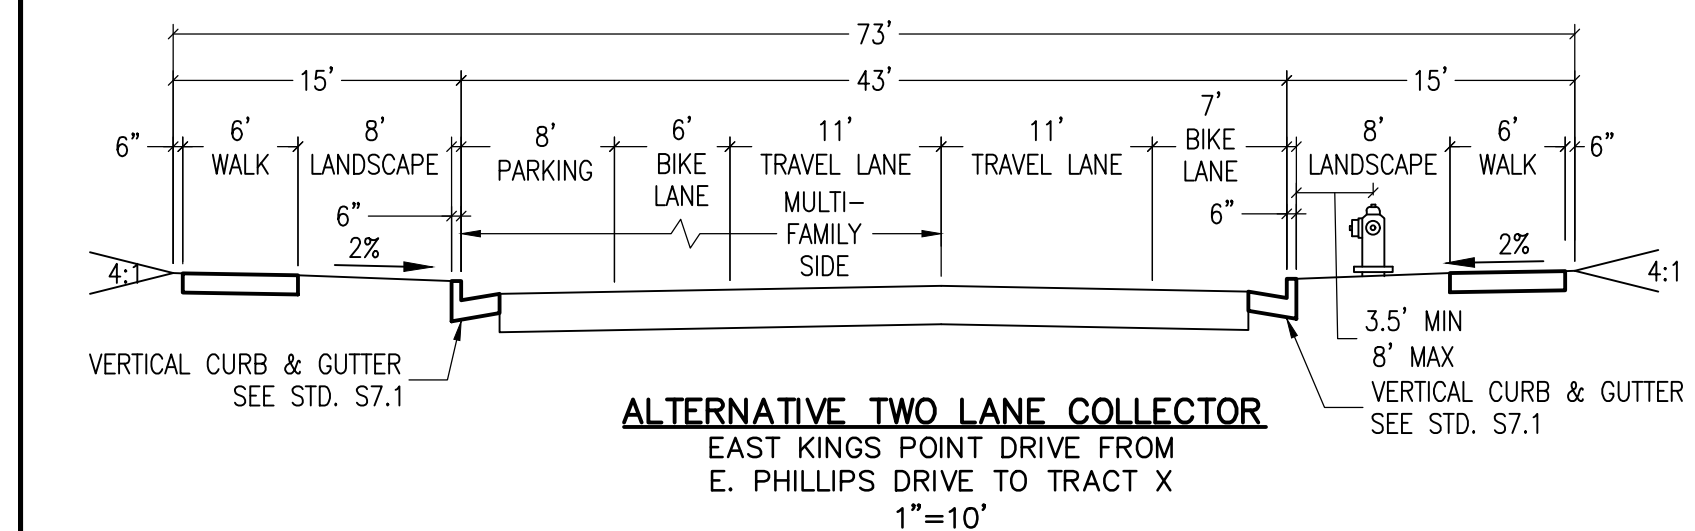 73'
15'
43'
15'
6"
6'
WALK
8'
LANDSCAPE
8'
PARKING
6'
BIKE
LANE
11'
TRAVEL LANE
11'
TRAVEL LANE
7'
BIKE
LANE
8'
LANDSCAPE
6'
WALK
6"
6"
MULTI-
FAMILY
SIDE
6"
2%
2%
4:1
4:1
3.5' MIN
8' MAX
VERTICAL CURB & GUTTER
SEE STD. S7.1
VERTICAL CURB & GUTTER
SEE STD. S7.1
ALTERNATIVE TWO LANE COLLECTOR
EAST KINGS POINT DRIVE FROM
E. PHILLIPS DRIVE TO TRACT X
1"=10'